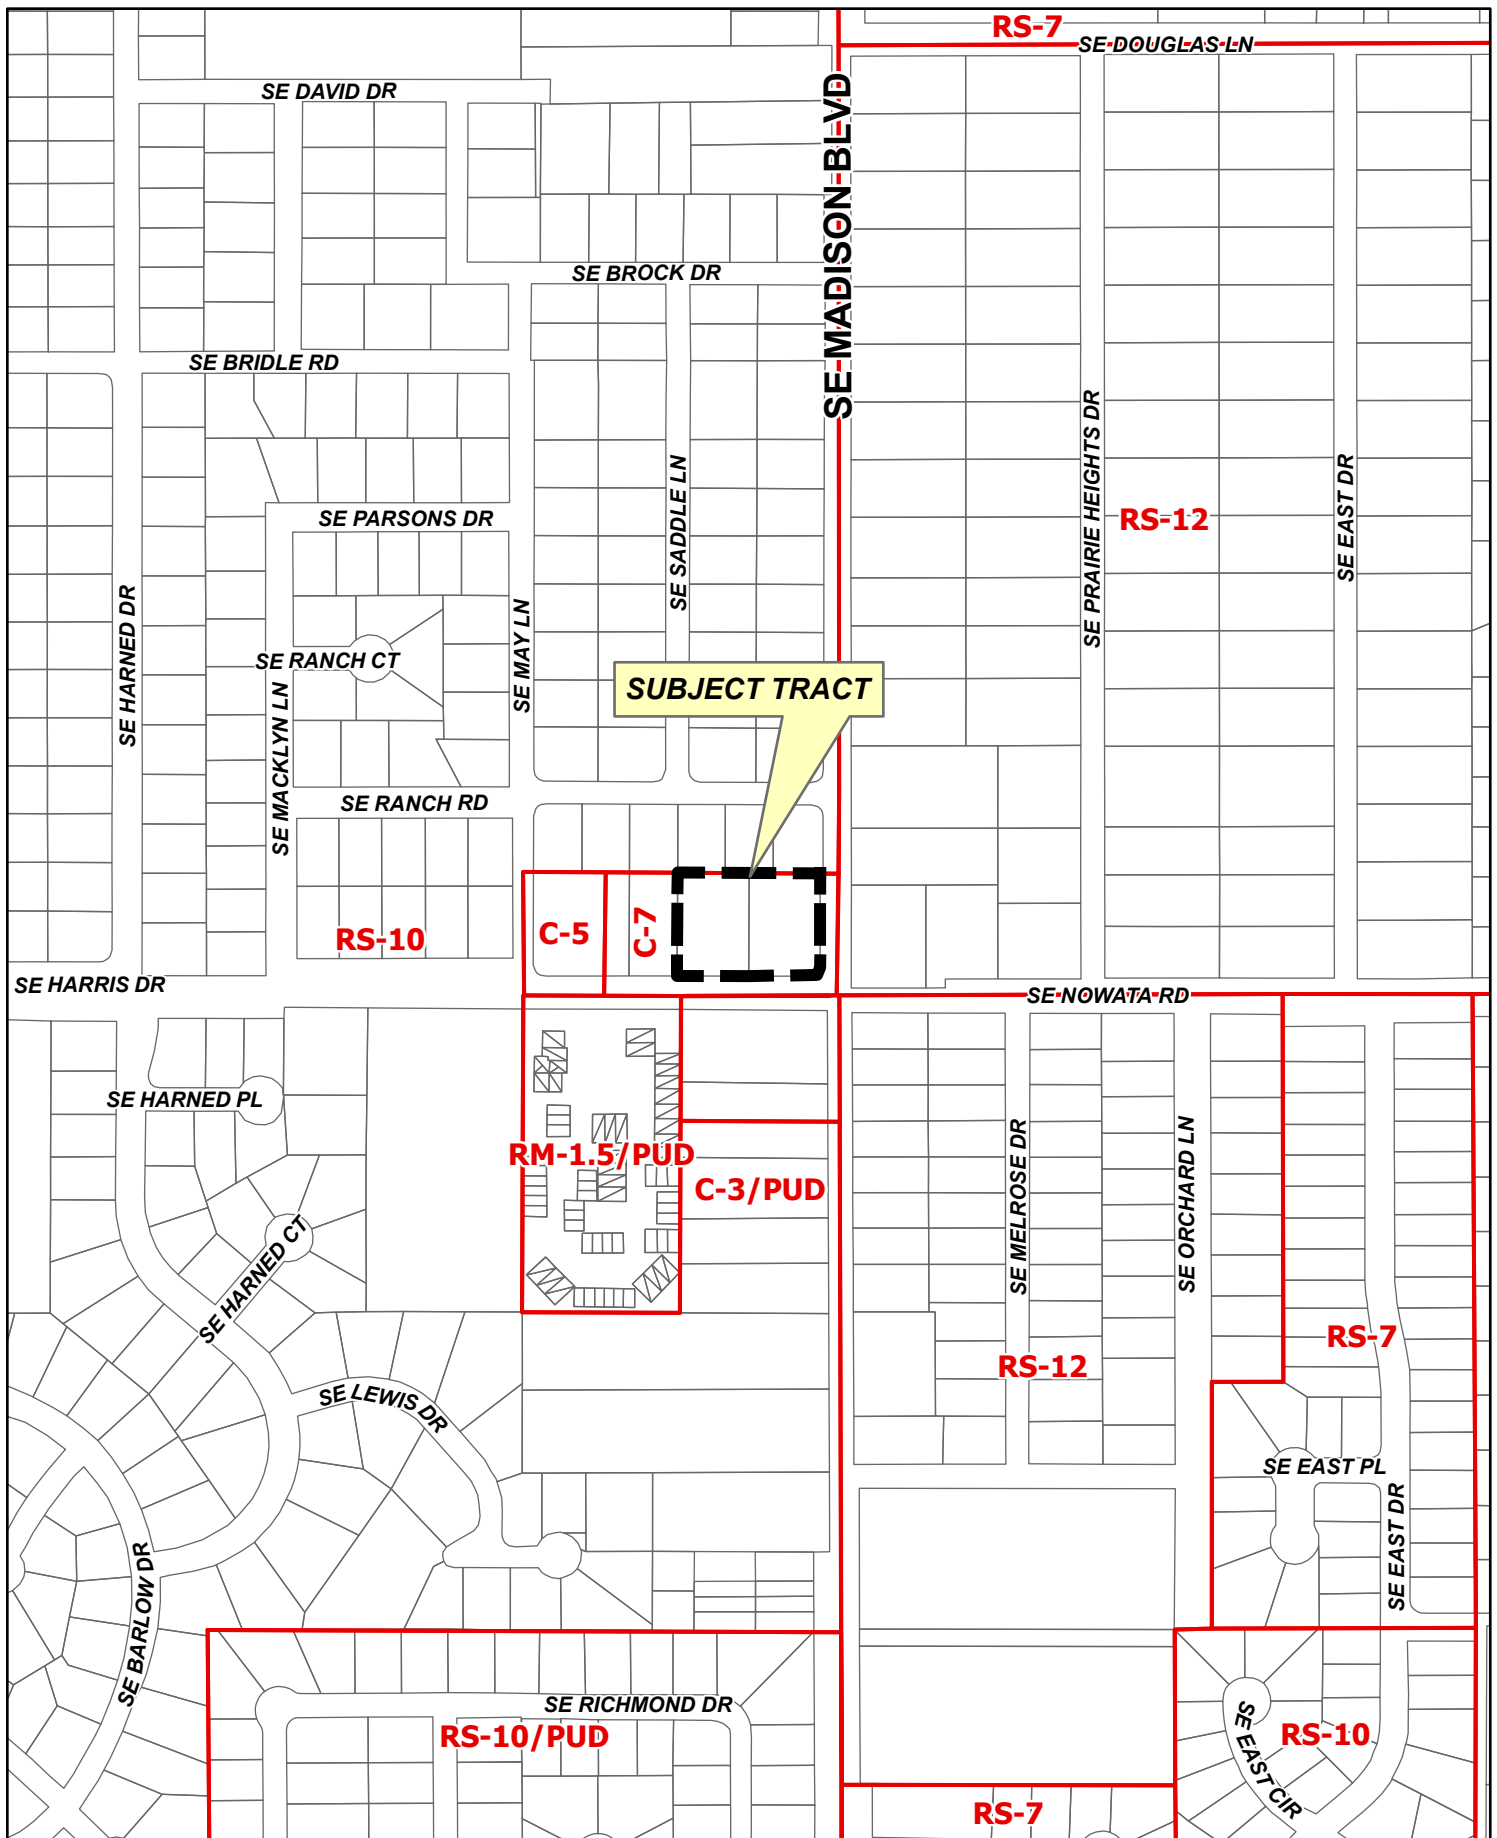 RS-7
SE DOUGLAS LN
SE DAVID DR
SE MADISON BLVD
SE BROCK DR
SE BRIDLE RD
SE PRAIRIE HEIGHTS DR
SE SADDLE LN
SE EAST DR
SE PARSONS DR
RS-12
SE HARNED DR
SE MAY LN
SE RANCH CT
SE MACKLYN LN
SUBJECT TRACT
SE RANCH RD
RS-10
C-5
C-7
SE HARRIS DR
SE NOWATA RD
SE HARNED PL
RM-1.5/PUD
C-3/PUD
SE MELROSE DR
SE ORCHARD LN
SE HARNED CT
RS-12
RS-7
SE LEWIS DR
SE EAST PL
SE EAST DR
SE BARLOW DR
SE RICHMOND DR
RS-10/PUD
SE EAST CIR
RS-10
RS-7